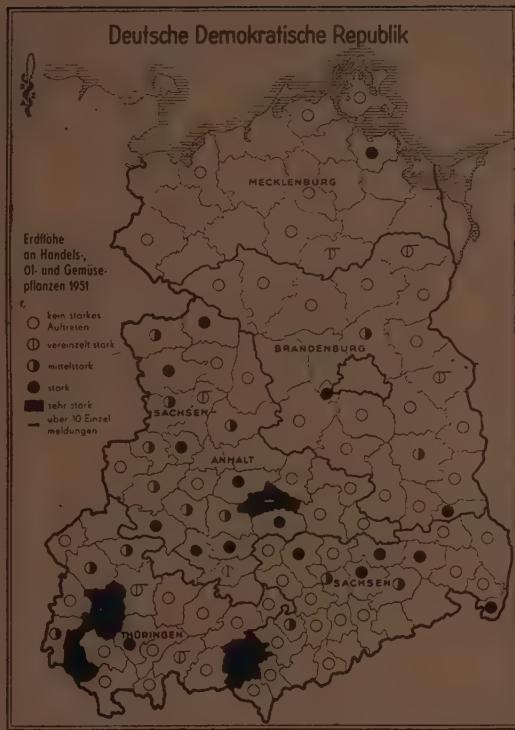 Deutsche Demokratische Republik
MECKLENBURG
Erdflöhe
an Handels-,
Öl- und Gemüse-
pflanzen 1951
kein starkes
Auftreten
vereinzelt stark
mittelstark
stark
sehr stark
über 10 Einzel
meldungen
BRANDENBURG
SACHSEN
ANHALT
SACHSEN
THÜRINGEN